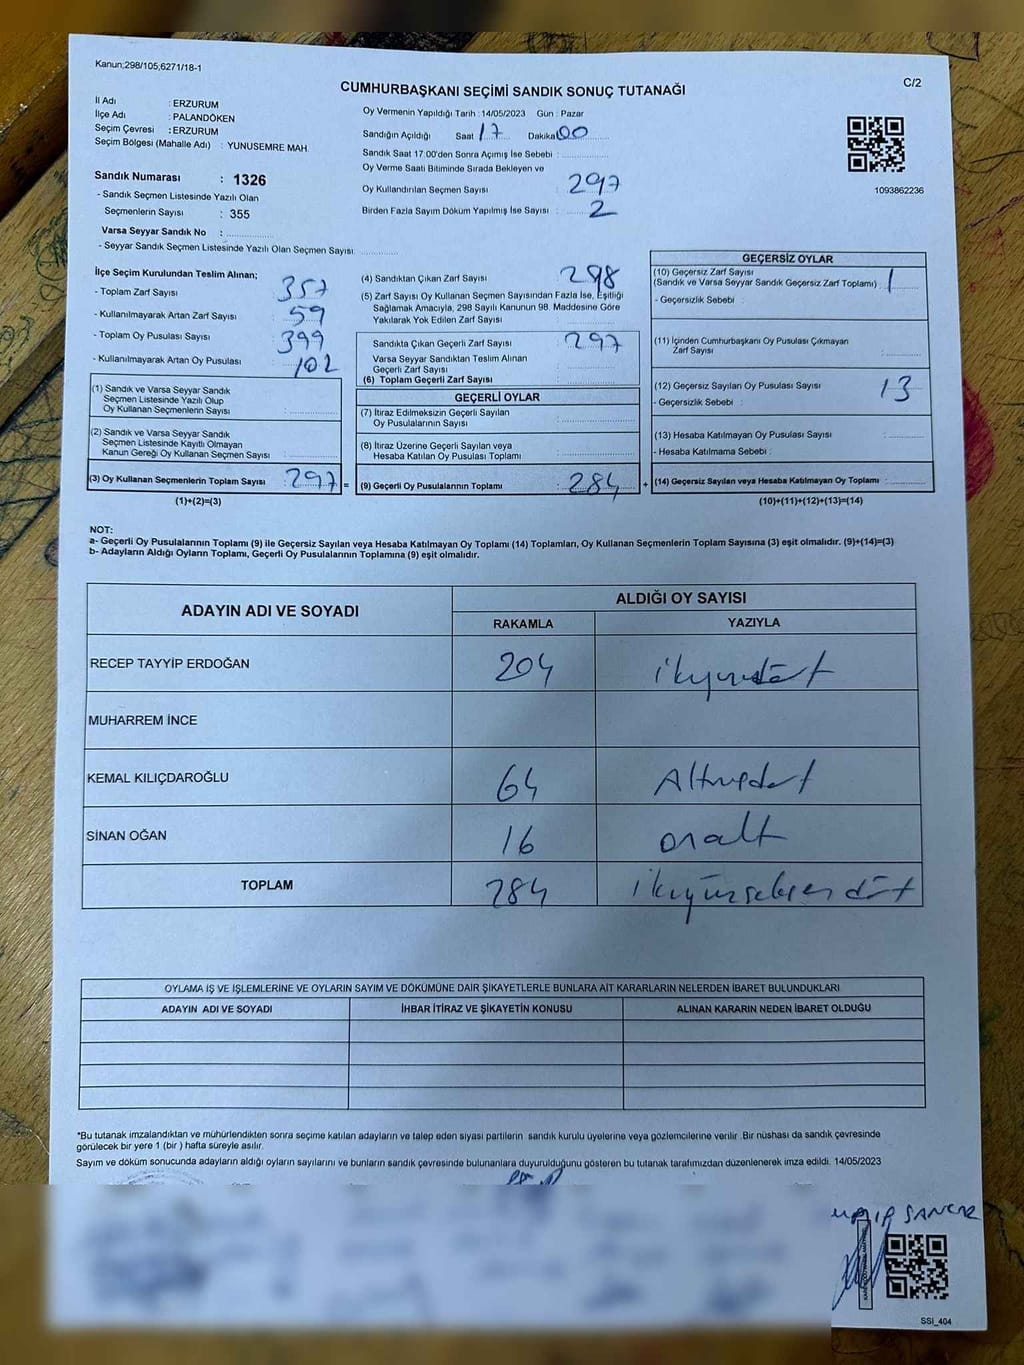 Kanun;298/105,6271/18-1
C/2
CUMHURBAŞKANI SEÇİMİ SANDIK SONUÇ TUTANAĞI
İl Adı : ERZURUM
İlçe Adı : PALANDÖKEN
Seçim Çevresi : ERZURUM
Seçim Bölgesi (Mahalle Adı) : YUNUSEMRE MAH.
Oy Vermenin Yapıldığı Tarih : 14/05/2023 Gün : Pazar
Sandığın Açıldığı Saat 17 Dakika 00
Sandık Saat 17:00'den Sonra Açımış İse Sebebi :
Oy Verme Saati Bitiminde Sırada Bekleyen ve
Oy Kullandırılan Seçmen Sayısı : 297
Birden Fazla Sayım Döküm Yapılmış İse Sayısı : 2
1093862236
Sandık Numarası : 1326
- Sandık Seçmen Listesinde Yazılı Olan
Seçmenlerin Sayısı : 355
Varsa Seyyar Sandık No :
- Seyyar Sandık Seçmen Listesinde Yazılı Olan Seçmen Sayısı:
İlçe Seçim Kurulundan Teslim Alınan;
- Toplam Zarf Sayısı : 357
- Kullanılmayarak Artan Zarf Sayısı : 59
- Toplam Oy Pusulası Sayısı : 399
- Kullanılmayarak Artan Oy Pusulası : 102
(1) Sandık ve Varsa Seyyar Sandık
Seçmen Listesinde Yazılı Olup
Oy Kullanan Seçmenlerin Sayısı :
(2) Sandık ve Varsa Seyyar Sandık
Seçmen Listesinde Kayıtlı Olmayan
Kanun Gereği Oy Kullanan Seçmen Sayısı :
(3) Oy Kullanan Seçmenlerin Toplam Sayısı : 297 =
(1)+(2)=(3)
(4) Sandıktan Çıkan Zarf Sayısı : 298
(5) Zarf Sayısı Oy Kullanan Seçmen Sayısından Fazla İse, Eşitliği
Sağlamak Amacıyla, 298 Sayılı Kanunun 98. Maddesine Göre
Yakılarak Yok Edilen Zarf Sayısı :
Sandıkta Çıkan Geçerli Zarf Sayısı : 297
Varsa Seyyar Sandıktan Teslim Alınan
Geçerli Zarf Sayısı :
(6) Toplam Geçerli Zarf Sayısı :
GEÇERLİ OYLAR
(7) İtiraz Edilmeksizin Geçerli Sayılan
Oy Pusulalarının Sayısı :
(8) İtiraz Üzerine Geçerli Sayılan veya
Hesaba Katılan Oy Pusulası Toplamı :
(9) Geçerli Oy Pusulalarının Toplamı : 284 +
GEÇERSİZ OYLAR
(10) Geçersiz Zarf Sayısı
(Sandık ve Varsa Seyyar Sandık Geçersiz Zarf Toplamı) : 1
- Geçersizlik Sebebi :
(11) İçinden Cumhurbaşkanı Oy Pusulası Çıkmayan
Zarf Sayısı :
(12) Geçersiz Sayılan Oy Pusulası Sayısı : 13
- Geçersizlik Sebebi :
(13) Hesaba Katılmayan Oy Pusulası Sayısı :
- Hesaba Katılmama Sebebi :
(14) Geçersiz Sayılan veya Hesaba Katılmayan Oy Toplamı :
(10)+(11)+(12)+(13)=(14)
NOT:
a- Geçerli Oy Pusulalarının Toplamı (9) ile Geçersiz Sayılan veya Hesaba Katılmayan Oy Toplamı (14) Toplamları, Oy Kullanan Seçmenlerin Toplam Sayısına (3) eşit olmalıdır. (9)+(14)=(3)
b- Adayların Aldığı Oyların Toplamı, Geçerli Oy Pusulalarının Toplamına (9) eşit olmalıdır.
ADAYIN ADI VE SOYADI
ALDIĞI OY SAYISI
RAKAMLA YAZIYLA
RECEP TAYYİP ERDOĞAN 204 ikiyüzdört
MUHARREM İNCE
KEMAL KILIÇDAROĞLU 64 Altmışdört
SİNAN OĞAN 16 onaltı
TOPLAM 284 ikiyüzseksendört
OYLAMA İŞ VE İŞLEMLERİNE VE OYLARIN SAYIM VE DÖKÜMÜNE DAİR ŞİKAYETLERLE BUNLARA AİT KARARLARIN NELERDEN İBARET BULUNDUKLARI
ADAYIN ADI VE SOYADI İHBAR İTİRAZ VE ŞİKAYETİN KONUSU ALINAN KARARIN NEDEN İBARET OLDUĞU
*Bu tutanak imzalandıktan ve mühürlendikten sonra seçime katılan adayların ve talep eden siyasi partilerin sandık kurulu üyelerine veya gözlemcilerine verilir .Bir nüshası da sandık çevresinde
görülecek bir yere 1 (bir ) hafta süreyle asılır.
Sayım ve döküm sonucunda adayların aldığı oyların sayılarını ve bunların sandık çevresinde bulunanlara duyurulduğunu gösteren bu tutanak tarafımızdan düzenlenerek imza edildi. 14/05/2023
SANCAR
SSI_404